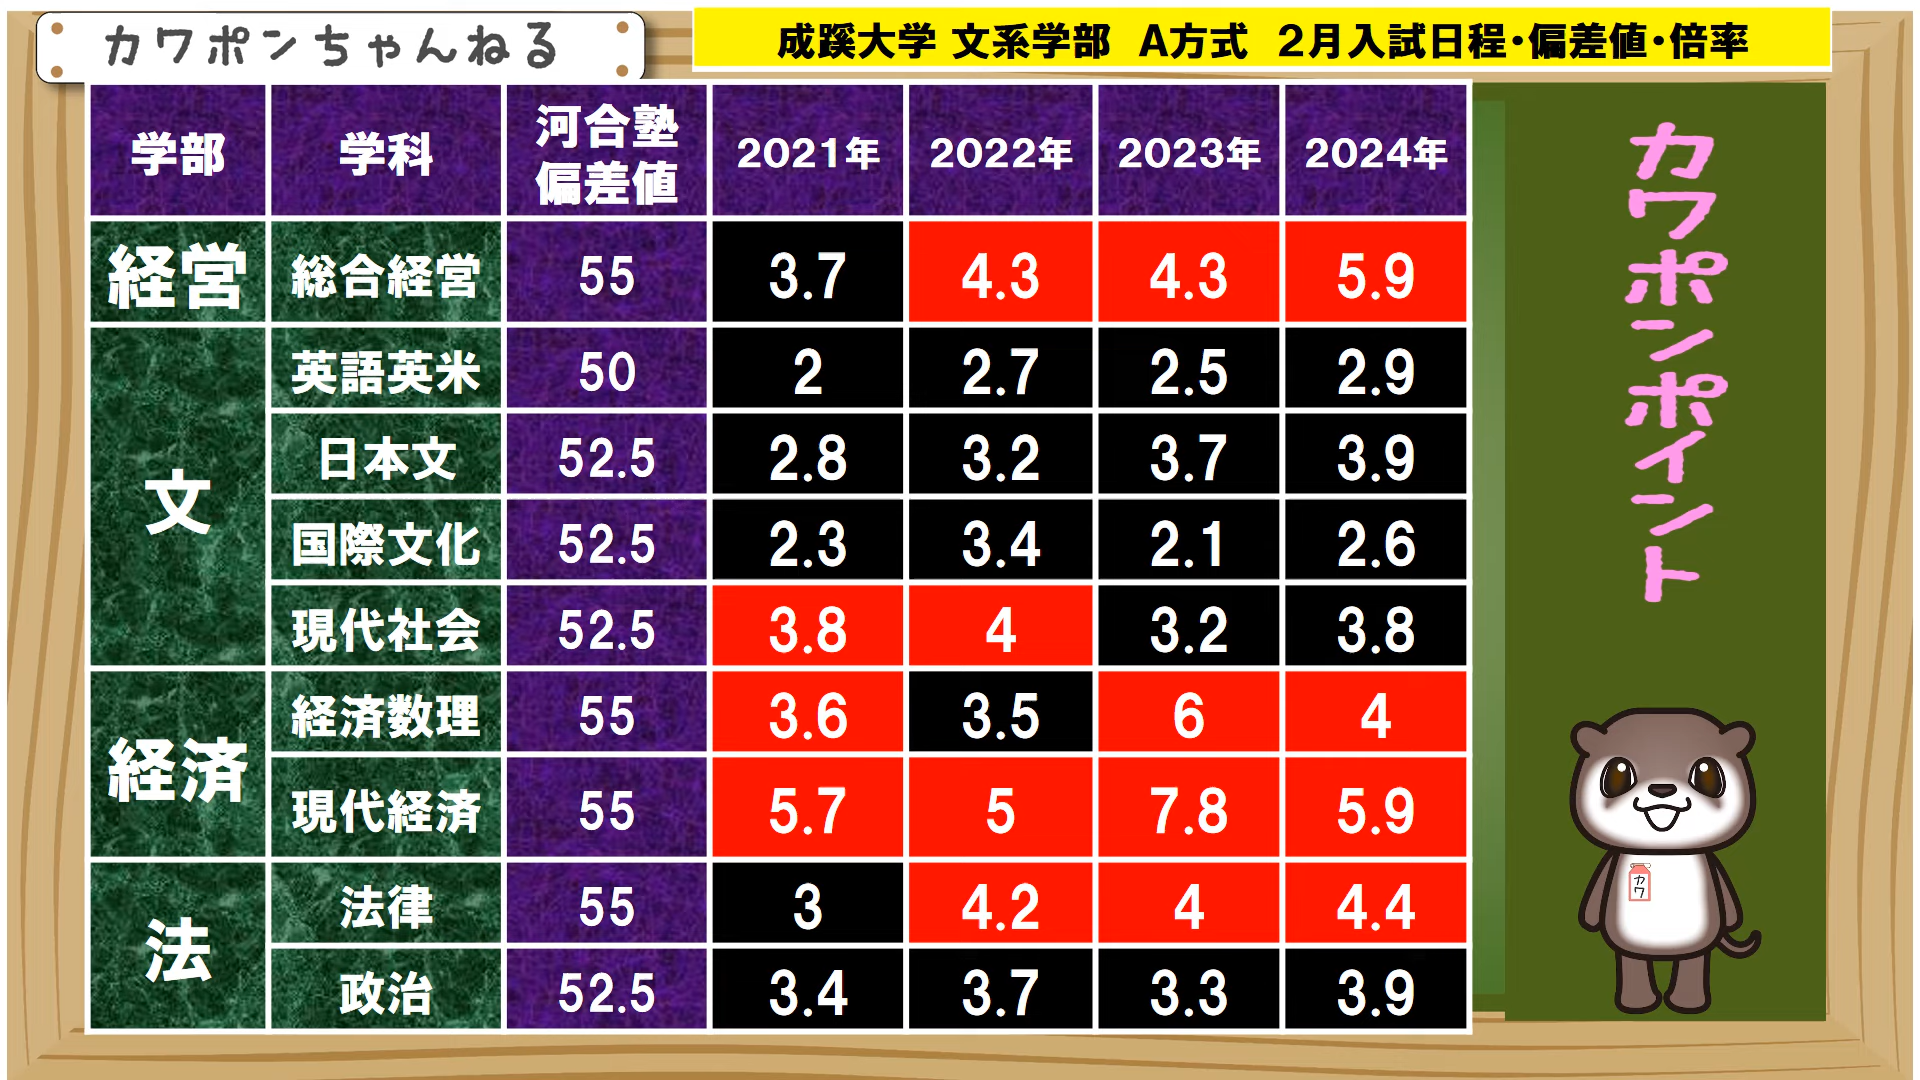 カワポンちゃんねる
成蹊大学 文系学部 A方式 2月入試日程・偏差値・倍率
学部 学科 河合塾偏差値 2021年 2022年 2023年 2024年
経営 総合経営 55 3.7 4.3 4.3 5.9
文 英語英米 50 2 2.7 2.5 2.9
日本文 52.5 2.8 3.2 3.7 3.9
国際文化 52.5 2.3 3.4 2.1 2.6
現代社会 52.5 3.8 4 3.2 3.8
経済 経済数理 55 3.6 3.5 6 4
現代経済 55 5.7 5 7.8 5.9
法 法律 55 3 4.2 4 4.4
政治 52.5 3.4 3.7 3.3 3.9
カワポンポイント
カワ